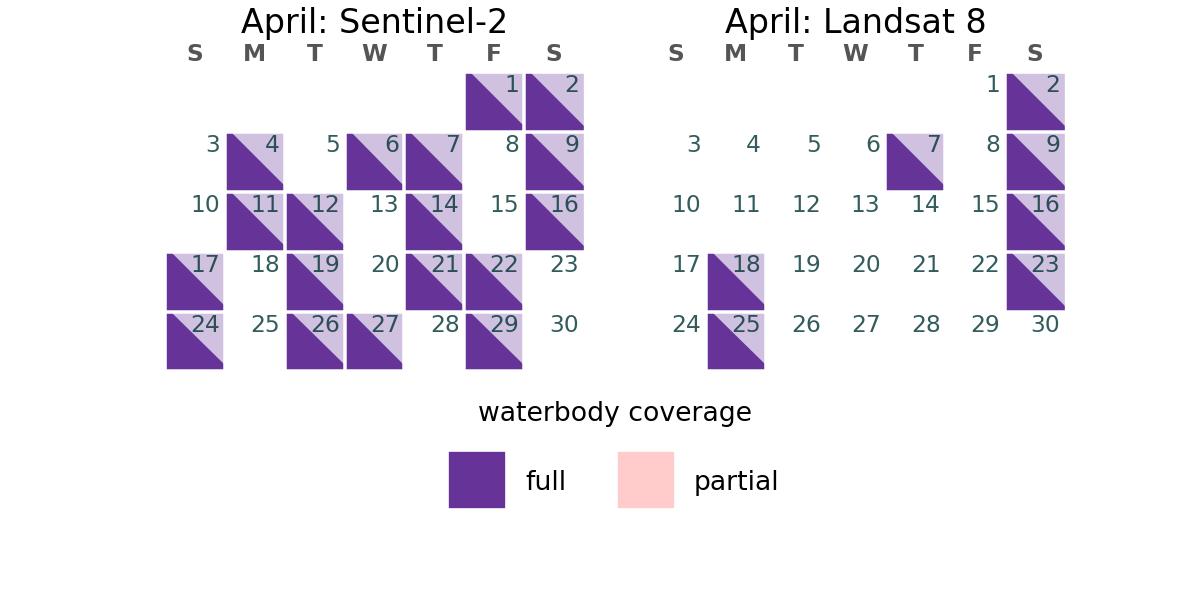 April: Sentinel-2
S M T W T F S
1 2
3 4 5 6 7 8 9
10 11 12 13 14 15 16
17 18 19 20 21 22 23
24 25 26 27 28 29 30
April: Landsat 8
S M T W T F S
1 2
3 4 5 6 7 8 9
10 11 12 13 14 15 16
17 18 19 20 21 22 23
24 25 26 27 28 29 30
waterbody coverage
full
partial